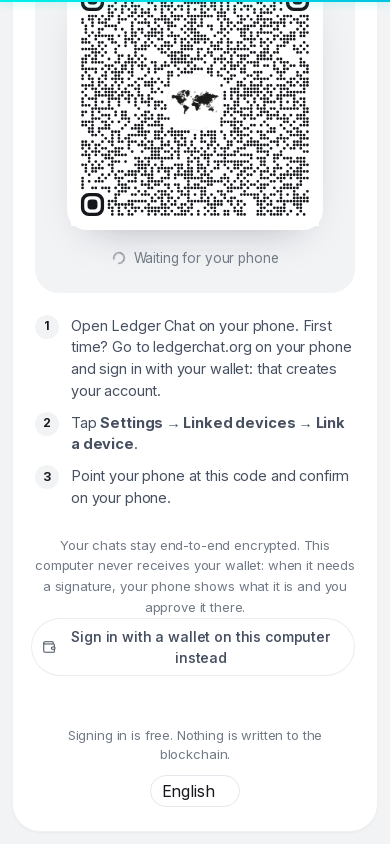 Waiting for your phone
1 Open Ledger Chat on your phone. First
time? Go to ledgerchat.org on your phone
and sign in with your wallet: that creates
your account.
2 Tap Settings → Linked devices → Link
a device.
3 Point your phone at this code and confirm
on your phone.
Your chats stay end-to-end encrypted. This
computer never receives your wallet: when it needs
a signature, your phone shows what it is and you
approve it there.
Sign in with a wallet on this computer
instead
Signing in is free. Nothing is written to the
blockchain.
English